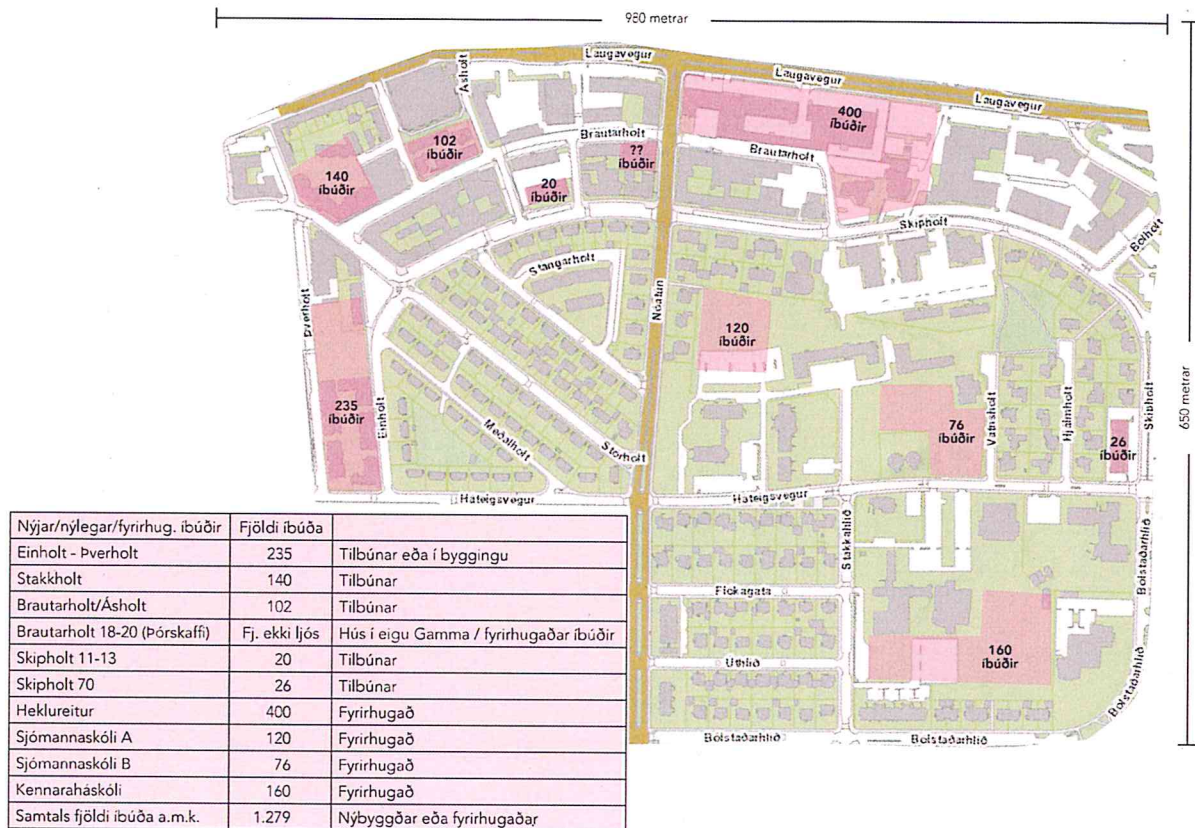 980 metrar
Laugavegur
Laugavegur
Laugavegur
Ásholt
Brautarholt
Brautarholt
400
íbúðir
102
íbúðir
??
íbúðir
140
íbúðir
20
íbúðir
Skipholt
Bolholt
Stangarholt
Nóatún
Þverholt
120
íbúðir
650 metrar
235
íbúðir
Einholt
Meðalholt
Stórholt
76
íbúðir
Vatnsholt
Hjálmholt
26
íbúðir
Skipholt
Háteigsvegur
Háteigsvegur
Stakkahlíð
Bólstaðarhlíð
Flókagata
Úthlíð
160
íbúðir
Bólstaðarhlíð
Bólstaðarhlíð
Bólstaðarhlíð
Nýjar/nýlegar/fyrirhug. íbúðir Fjöldi íbúða
Einholt - Þverholt 235 Tilbúnar eða í byggingu
Stakkholt 140 Tilbúnar
Brautarholt/Ásholt 102 Tilbúnar
Brautarholt 18-20 (Þórskaffi) Fj. ekki ljós Hús í eigu Gamma / fyrirhugaðar íbúðir
Skipholt 11-13 20 Tilbúnar
Skipholt 70 26 Tilbúnar
Heklureitur 400 Fyrirhugað
Sjómannaskóli A 120 Fyrirhugað
Sjómannaskóli B 76 Fyrirhugað
Kennaraháskóli 160 Fyrirhugað
Samtals fjöldi íbúða a.m.k. 1.279 Nýbyggðar eða fyrirhugaðar